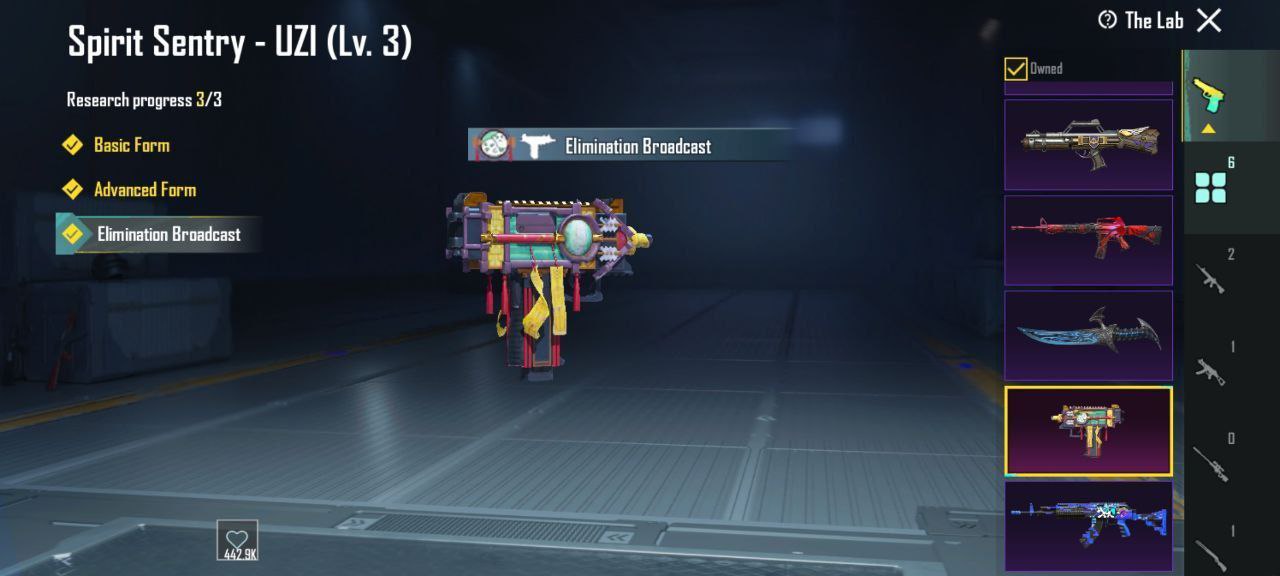 Spirit Sentry - UZI (Lv. 3)
The Lab
Research progress 3/3
Owned
Basic Form
Elimination Broadcast
Advanced Form
Elimination Broadcast
6
2
1
0
1
442.9K